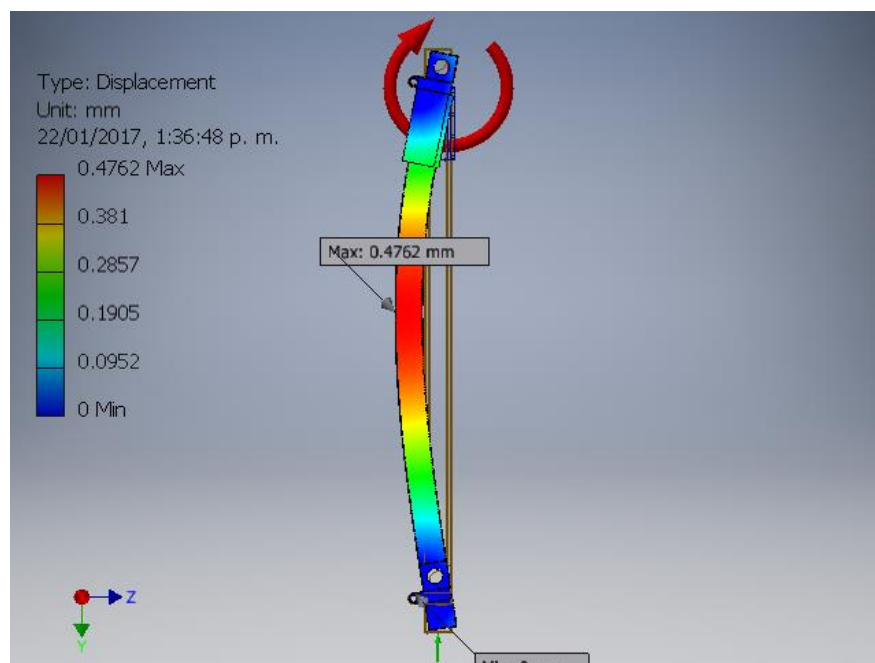 Type: Displacement
Unit: mm
22/01/2017, 1:36:48 p. m.
0.4762 Max
0.381
Max: 0.4762 mm
0.2857
0.1905
0.0952
0 Min
Z
Y